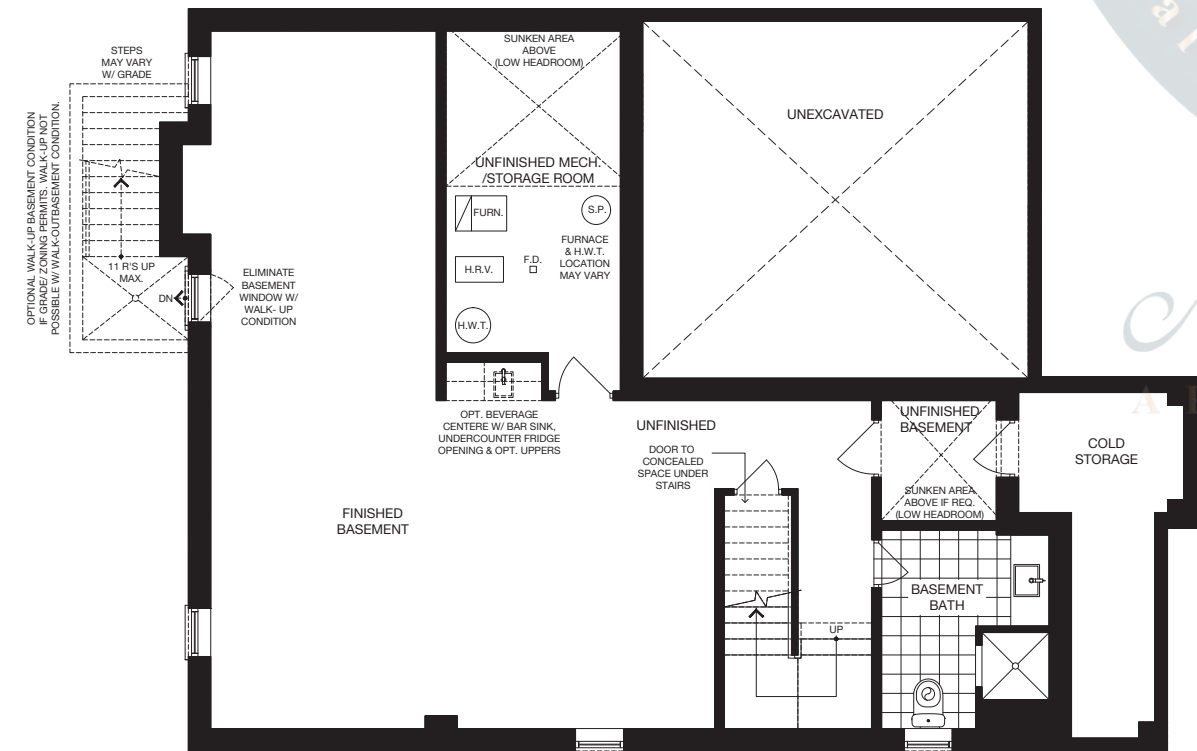 STEPS
MAY VARY
W/ GRADE
OPTIONAL WALK-UP BASEMENT CONDITION
IF GRADE/ ZONING PERMITS, WALK-UP NOT
POSSIBLE W/ WALK-OUTBASEMENT CONDITION.
11 R'S UP
MAX.
DN
ELIMINATE
BASEMENT
WINDOW W/
WALK- UP
CONDITION
SUNKEN AREA
ABOVE
(LOW HEADROOM)
UNFINISHED MECH.
/STORAGE ROOM
FURN.
S.P.
H.R.V.
F.D.
FURNACE
& H.W.T.
LOCATION
MAY VARY
H.W.T.
UNEXCAVATED
OPT. BEVERAGE
CENTERE W/ BAR SINK,
UNDERCOUNTER FRIDGE
OPENING & OPT. UPPERS
UNFINISHED
DOOR TO
CONCEALED
SPACE UNDER
STAIRS
UNFINISHED
BASEMENT
SUNKEN AREA
ABOVE IF REQ.
(LOW HEADROOM)
COLD
STORAGE
FINISHED
BASEMENT
BASEMENT
BATH
UP